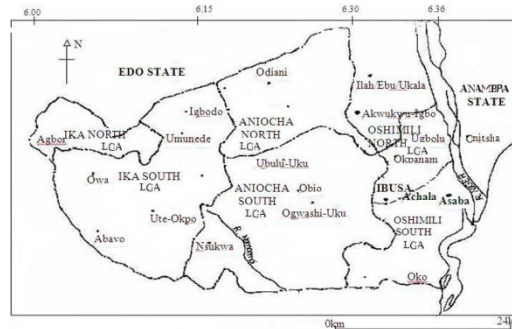 6.00
6.15
6.30
6.36
N
EDO STATE
Odiani
Ilah/Ebu/Ukala
ANAMBRA
STATE
Igbodo
Akwukwu-Igbo
Agbor
IKA NORTH
LGA
Umunede
ANIOCHA
NORTH
LGA
OSHIMILI
NORTH
LGA
Ugbolu
Onitsha
Okpanam
Ubulu-Uku
Owa
IKA SOUTH
LGA
ANIOCHA
SOUTH
LGA
Obio
IBUSA
Achala
Asaba
Ute-Okpo
Ogwashi-Uku
OSHIMILI
SOUTH
LGA
Abavo
Nsukwa
Oko
0km